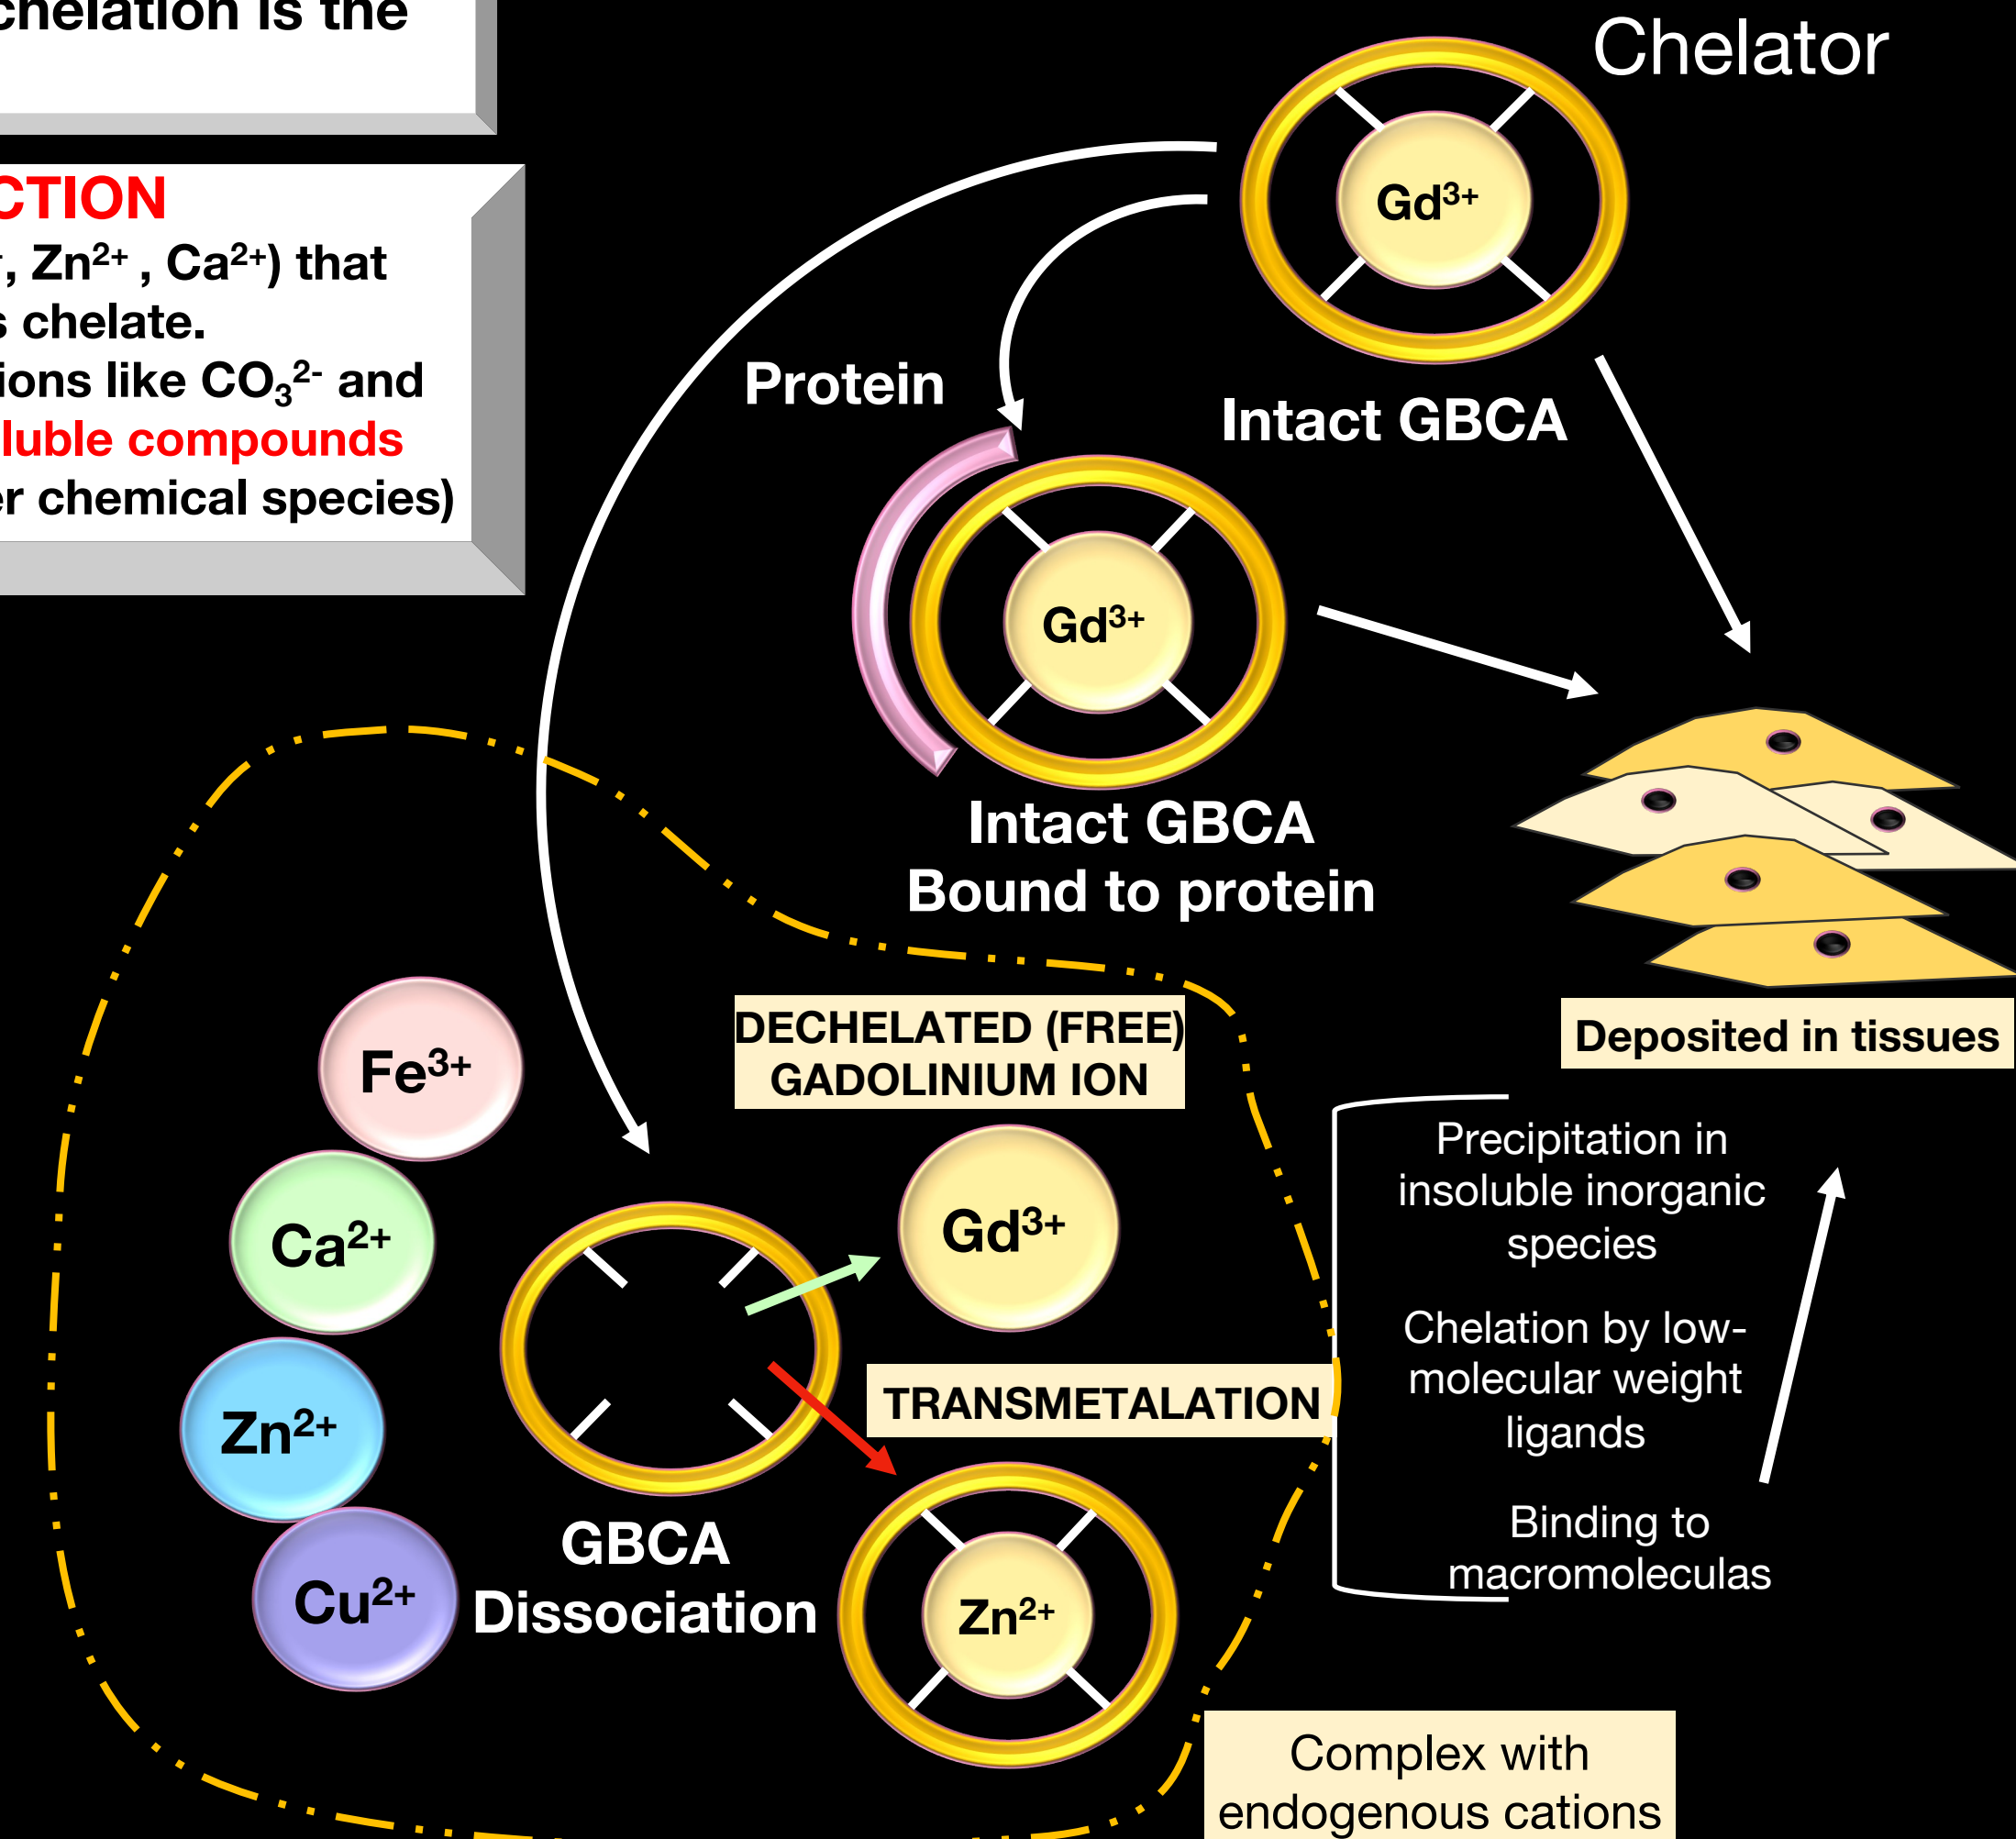 chelation is the
CTION
, Zn²⁺ , Ca²⁺) that
s chelate.
ions like CO₃²⁻ and
luble compounds
er chemical species)
Chelator
Gd³⁺
Intact GBCA
Protein
Gd³⁺
Intact GBCA
Bound to protein
Deposited in tissues
DECHELATED (FREE)
GADOLINIUM ION
Fe³⁺
Ca²⁺
Zn²⁺
Cu²⁺
Gd³⁺
TRANSMETALATION
GBCA
Dissociation
Zn²⁺
Precipitation in
insoluble inorganic
species
Chelation by low-
molecular weight
ligands
Binding to
macromoleculas
Complex with
endogenous cations